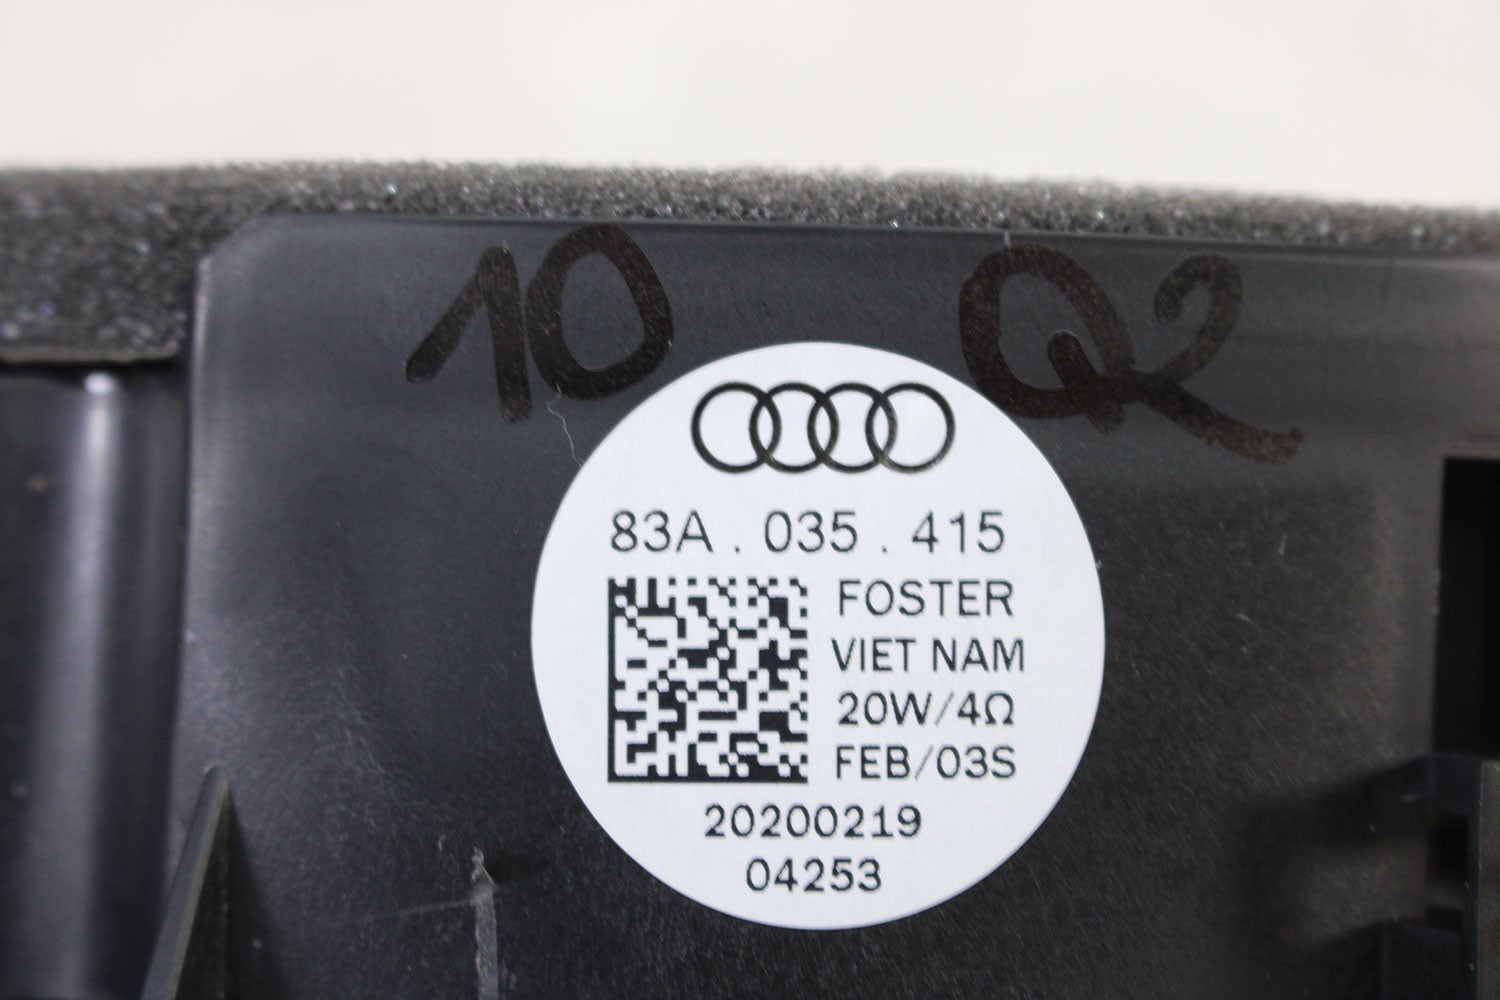 10 Q2
83A . 035 . 415
FOSTER
VIET NAM
20W/4Ω
FEB/03S
20200219
04253